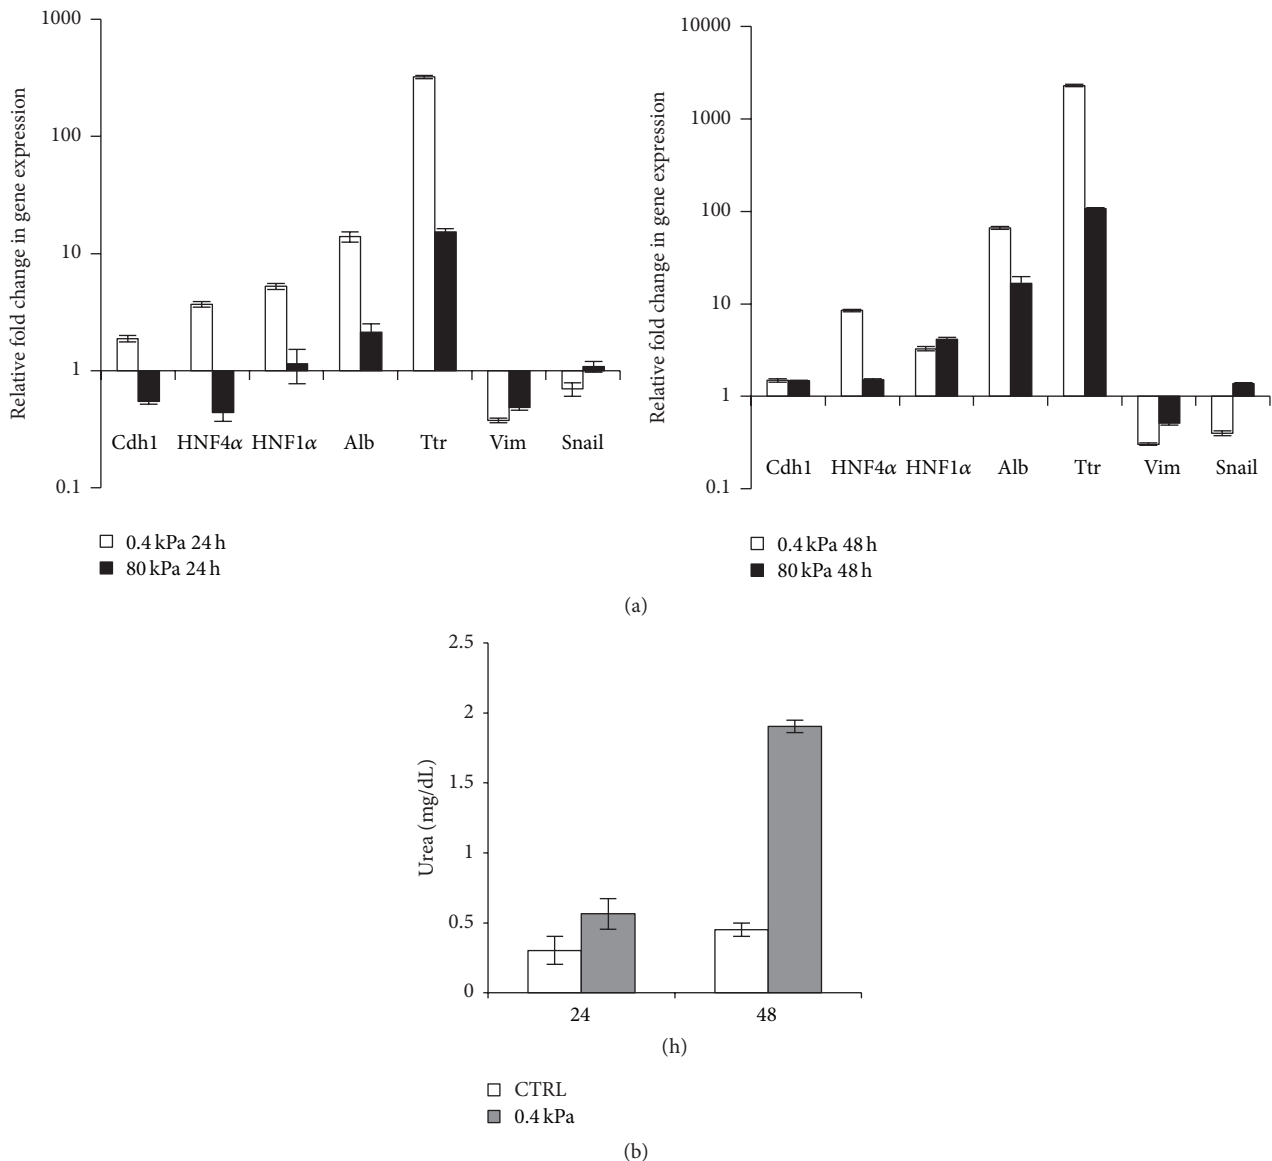 Relative fold change in gene expression
1000
100
10
1
0.1
Cdh1 HNF4α HNF1α Alb Ttr Vim Snail
0.4 kPa 24 h
80 kPa 24 h
Relative fold change in gene expression
10000
1000
100
10
1
0.1
Cdh1 HNF4α HNF1α Alb Ttr Vim Snail
0.4 kPa 48 h
80 kPa 48 h
(a)
Urea (mg/dL)
2.5
2
1.5
1
0.5
0
24 48
(h)
CTRL
0.4 kPa
(b)